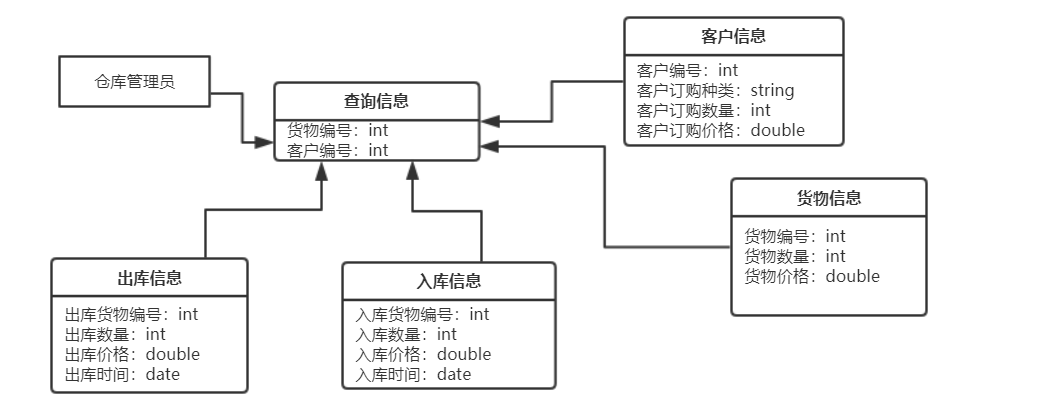 仓库管理员
查询信息
货物编号：int
客户编号：int
客户信息
客户编号：int
客户订购种类：string
客户订购数量：int
客户订购价格：double
货物信息
货物编号：int
货物数量：int
货物价格：double
出库信息
出库货物编号：int
出库数量：int
出库价格：double
出库时间：date
入库信息
入库货物编号：int
入库数量：int
入库价格：double
入库时间：date